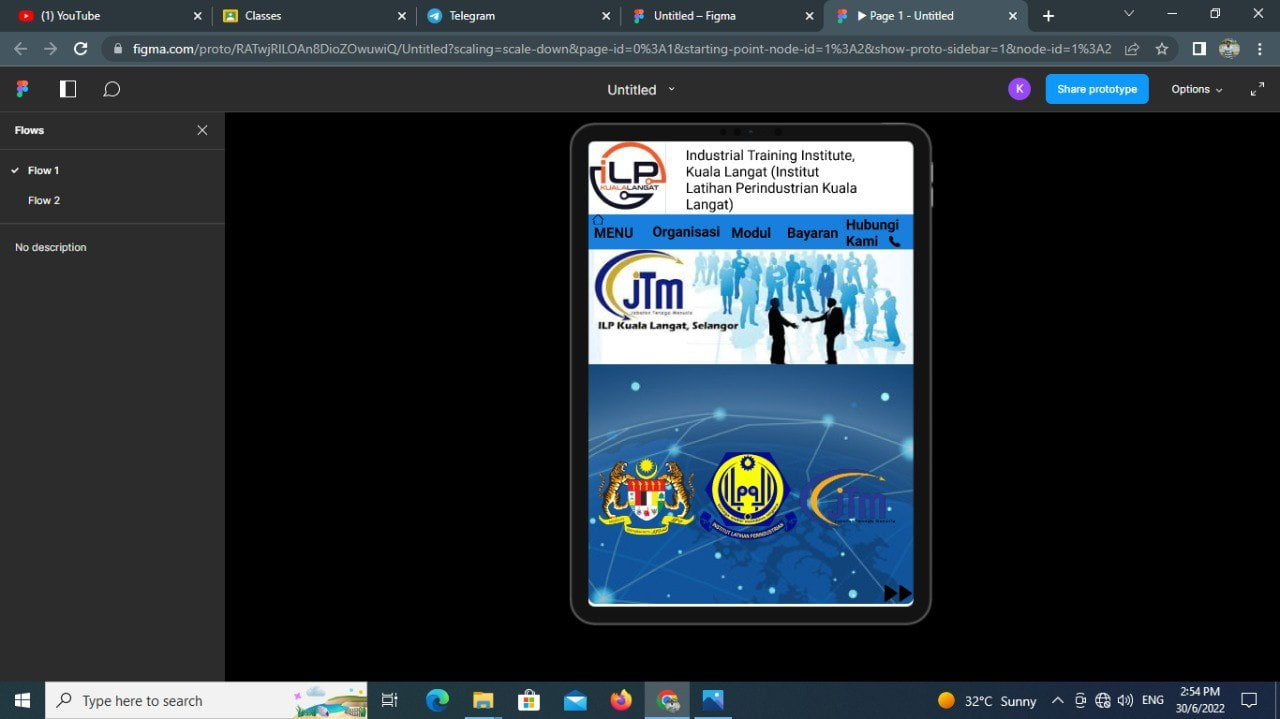 (1) YouTube
Classes
Telegram
Untitled – Figma
▶ Page 1 - Untitled
figma.com/proto/RATwjRILOAn8DioZOwuwiQ/Untitled?scaling=scale-down&page-id=0%3A1&starting-point-node-id=1%3A2&show-proto-sidebar=1&node-id=1%3A2
Untitled
K
Share prototype
Options
Flows
Flow 1
Flow 2
No description
iLP
KUALALANGAT
Industrial Training Institute,
Kuala Langat (Institut
Latihan Perindustrian Kuala
Langat)
MENU
Organisasi
Modul
Bayaran
Hubungi
Kami
jTm
Jabatan Tenaga Manusia
ILP Kuala Langat, Selangor
INSTITUT LATIHAN PERINDUSTRIAN
jTm
Type here to search
32°C Sunny
ENG
2:54 PM
30/6/2022